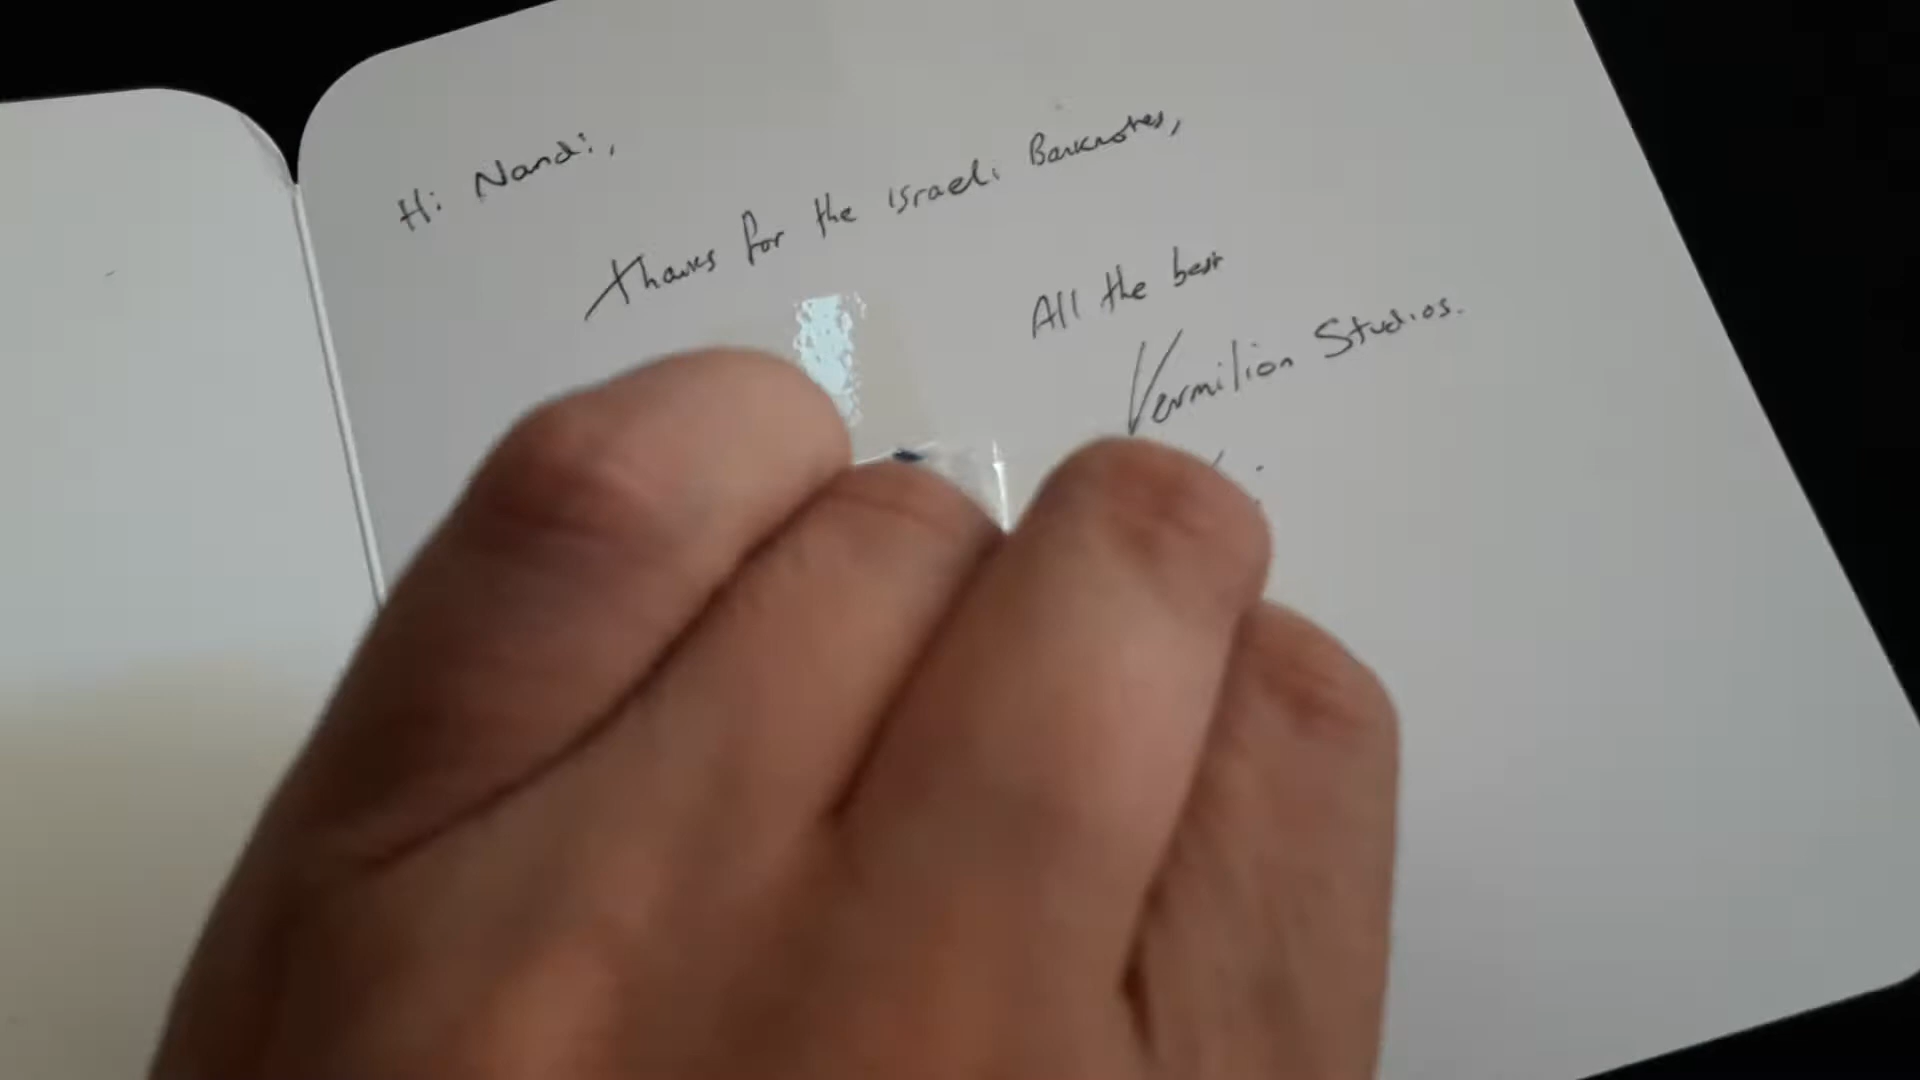 Hi Nandi,
Thanks for the israeli Banknotes,
All the best
Vermilion Studios.